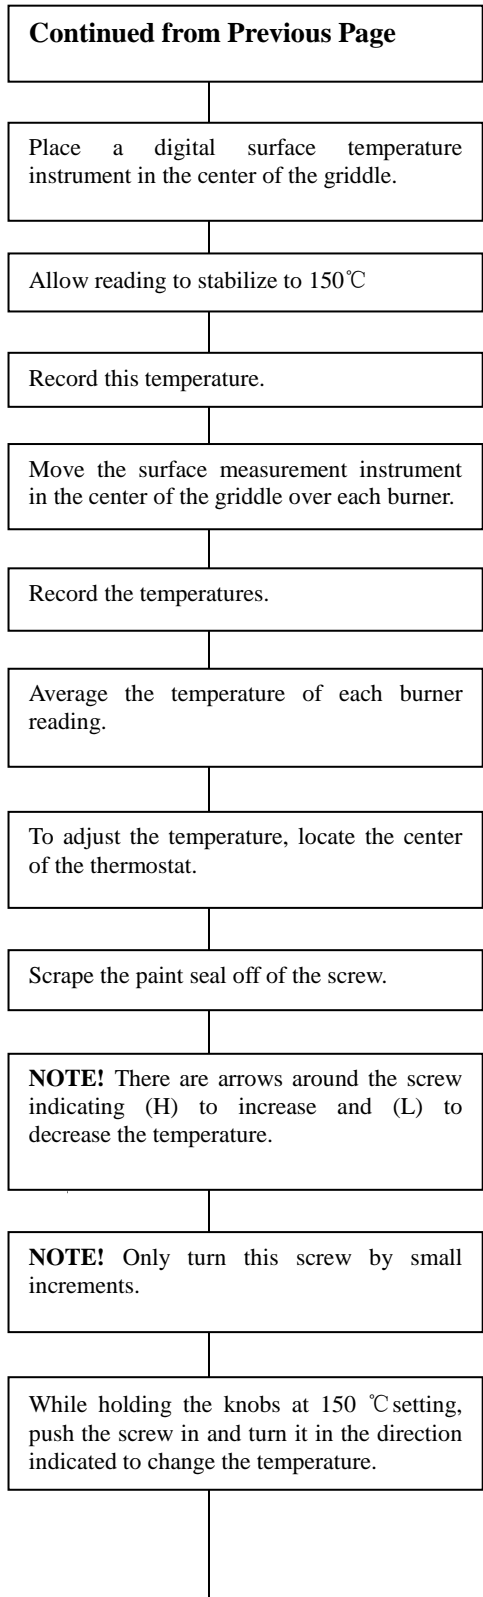 Continued from Previous Page
Place a digital surface temperature
instrument in the center of the griddle.
Allow reading to stabilize to 150℃
Record this temperature.
Move the surface measurement instrument
in the center of the griddle over each burner.
Record the temperatures.
Average the temperature of each burner
reading.
To adjust the temperature, locate the center
of the thermostat.
Scrape the paint seal off of the screw.
NOTE! There are arrows around the screw
indicating (H) to increase and (L) to
decrease the temperature.
NOTE! Only turn this screw by small
increments.
While holding the knobs at 150 ℃setting,
push the screw in and turn it in the direction
indicated to change the temperature.